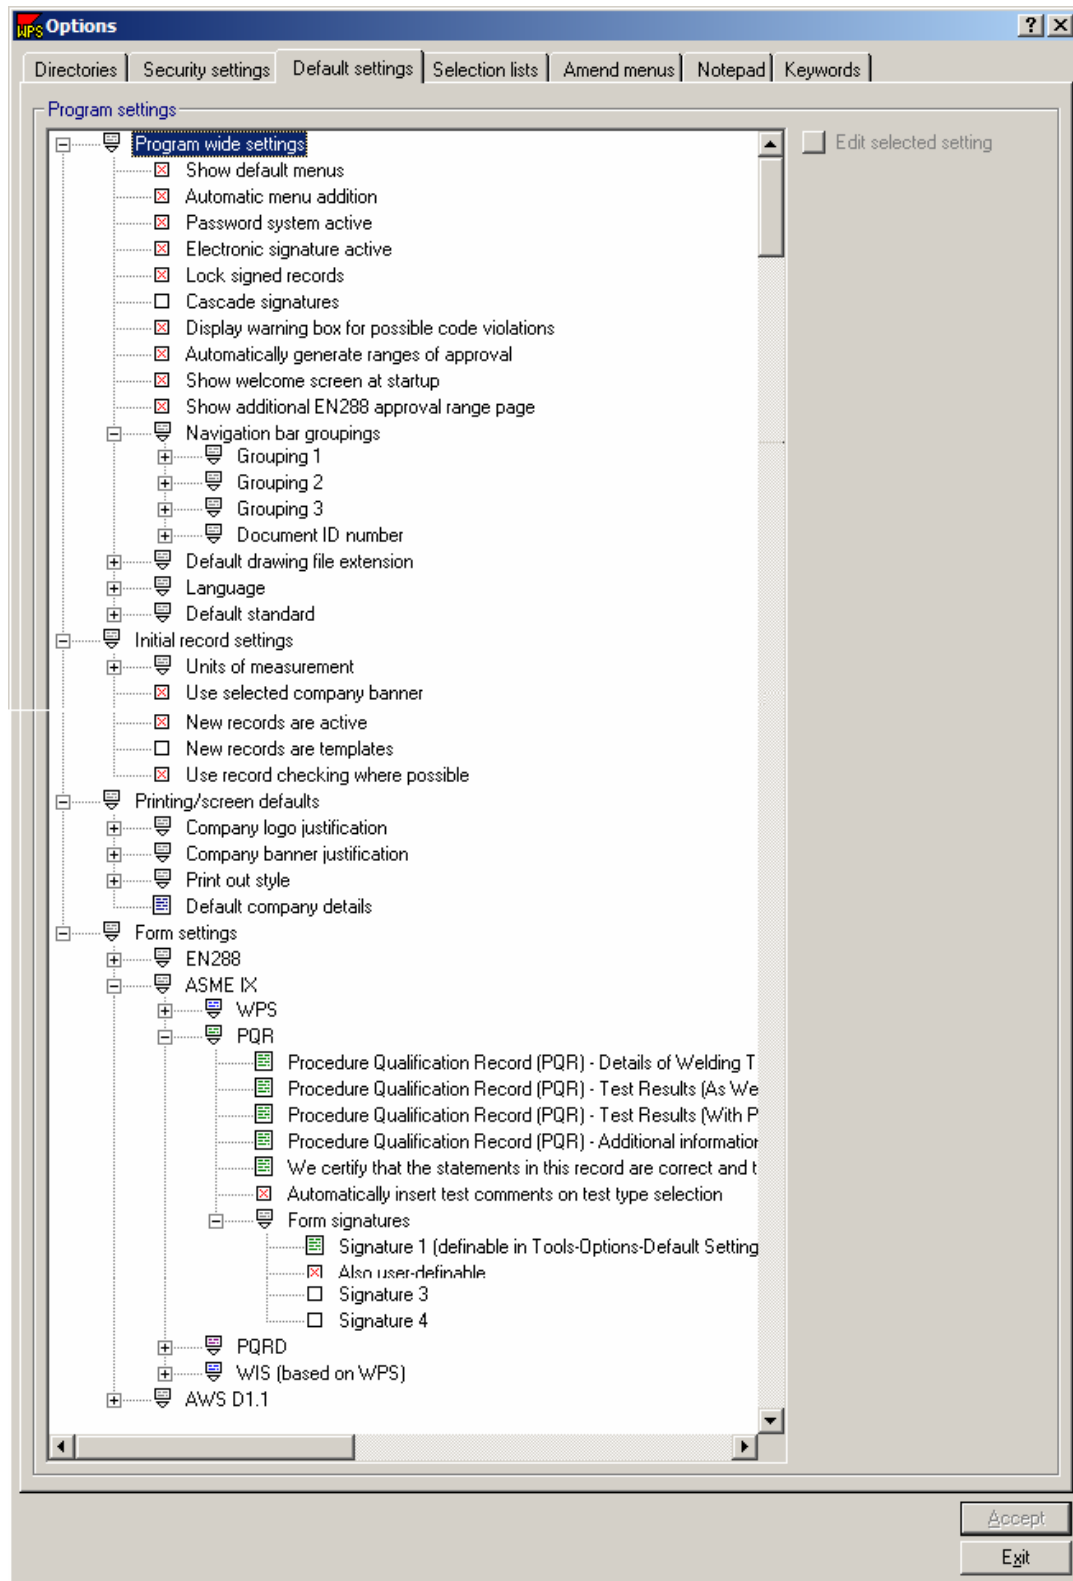 WPS Options
Directories Security settings Default settings Selection lists Amend menus Notepad Keywords
Program settings
Program wide settings
Edit selected setting
Show default menus
Automatic menu addition
Password system active
Electronic signature active
Lock signed records
Cascade signatures
Display warning box for possible code violations
Automatically generate ranges of approval
Show welcome screen at startup
Show additional EN288 approval range page
Navigation bar groupings
Grouping 1
Grouping 2
Grouping 3
Document ID number
Default drawing file extension
Language
Default standard
Initial record settings
Units of measurement
Use selected company banner
New records are active
New records are templates
Use record checking where possible
Printing/screen defaults
Company logo justification
Company banner justification
Print out style
Default company details
Form settings
EN288
ASME IX
WPS
PQR
Procedure Qualification Record (PQR) - Details of Welding T
Procedure Qualification Record (PQR) - Test Results (As We
Procedure Qualification Record (PQR) - Test Results (With P
Procedure Qualification Record (PQR) - Additional information
We certify that the statements in this record are correct and t
Automatically insert test comments on test type selection
Form signatures
Signature 1 (definable in Tools-Options-Default Setting
Also user-definable
Signature 3
Signature 4
PQRD
WIS (based on WPS)
AWS D1.1
Accept
Exit